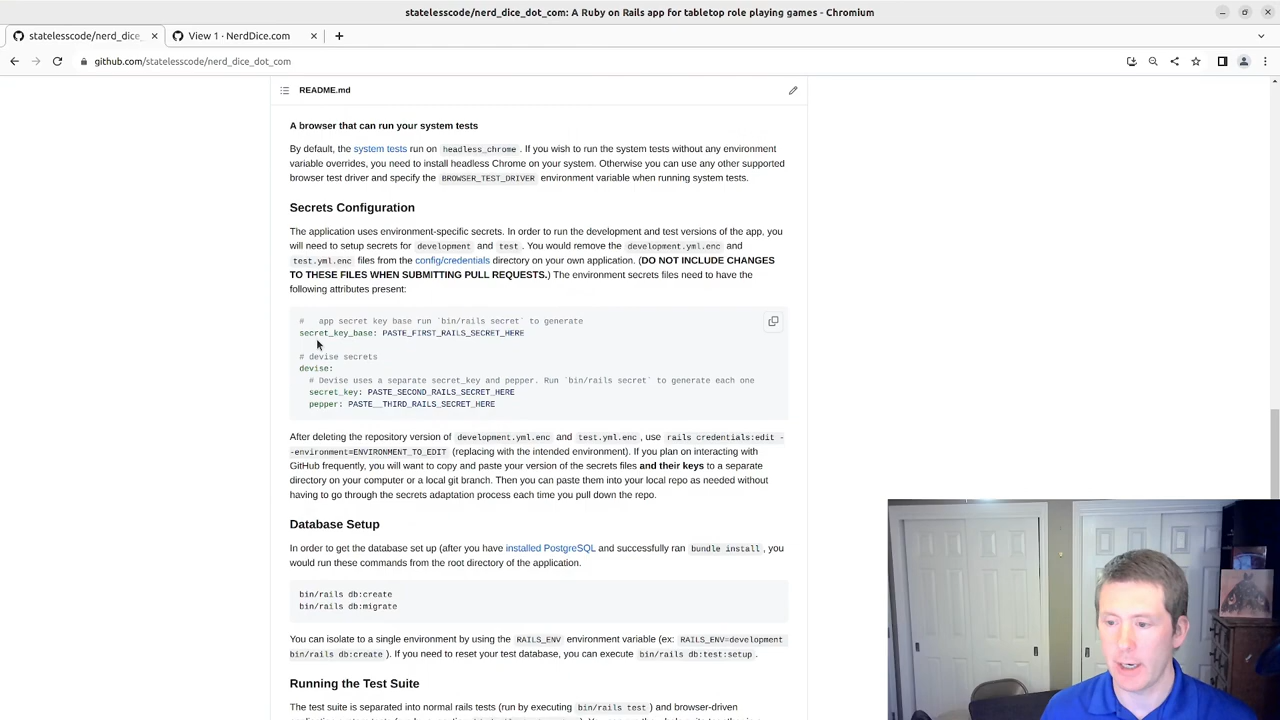 statelesscode/nerd_dice_dot_com: A Ruby on Rails app for tabletop role playing games - Chromium
statelesscode/nerd_dice_
View 1 · NerdDice.com
github.com/statelesscode/nerd_dice_dot_com
README.md
A browser that can run your system tests
By default, the system tests run on headless_chrome. If you wish to run the system tests without any environment
variable overrides, you need to install headless Chrome on your system. Otherwise you can use any other supported
browser test driver and specify the BROWSER_TEST_DRIVER environment variable when running system tests.
Secrets Configuration
The application uses environment-specific secrets. In order to run the development and test versions of the app, you
will need to setup secrets for development and test. You would remove the development.yml.enc and
test.yml.enc files from the config/credentials directory on your own application. (DO NOT INCLUDE CHANGES
TO THESE FILES WHEN SUBMITTING PULL REQUESTS.) The environment secrets files need to have the
following attributes present:
# app secret key base run `bin/rails secret` to generate
secret_key_base: PASTE_FIRST_RAILS_SECRET_HERE
# devise secrets
devise:
# Devise uses a separate secret_key and pepper. Run `bin/rails secret` to generate each one
secret_key: PASTE_SECOND_RAILS_SECRET_HERE
pepper: PASTE__THIRD_RAILS_SECRET_HERE
After deleting the repository version of development.yml.enc and test.yml.enc, use rails credentials:edit -
-environment=ENVIRONMENT_TO_EDIT (replacing with the intended environment). If you plan on interacting with
GitHub frequently, you will want to copy and paste your version of the secrets files and their keys to a separate
directory on your computer or a local git branch. Then you can paste them into your local repo as needed without
having to go through the secrets adaptation process each time you pull down the repo.
Database Setup
In order to get the database set up (after you have installed PostgreSQL and successfully ran bundle install, you
would run these commands from the root directory of the application.
bin/rails db:create
bin/rails db:migrate
You can isolate to a single environment by using the RAILS_ENV environment variable (ex: RAILS_ENV=development
bin/rails db:create). If you need to reset your test database, you can execute bin/rails db:test:setup.
Running the Test Suite
The test suite is separated into normal rails tests (run by executing bin/rails test) and browser-driven